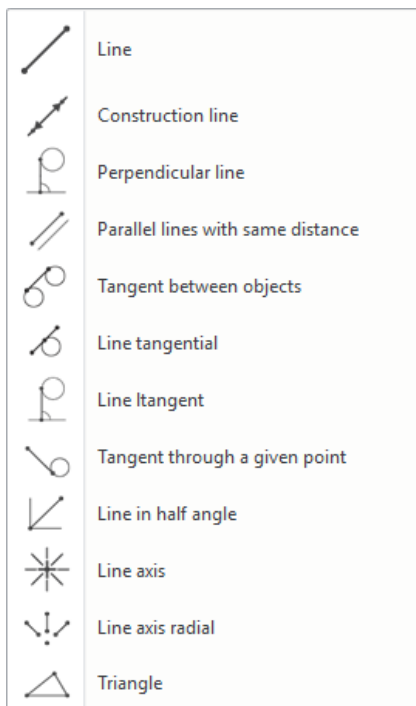 Line
Construction line
Perpendicular line
Parallel lines with same distance
Tangent between objects
Line tangential
Line ltangent
Tangent through a given point
Line in half angle
Line axis
Line axis radial
Triangle